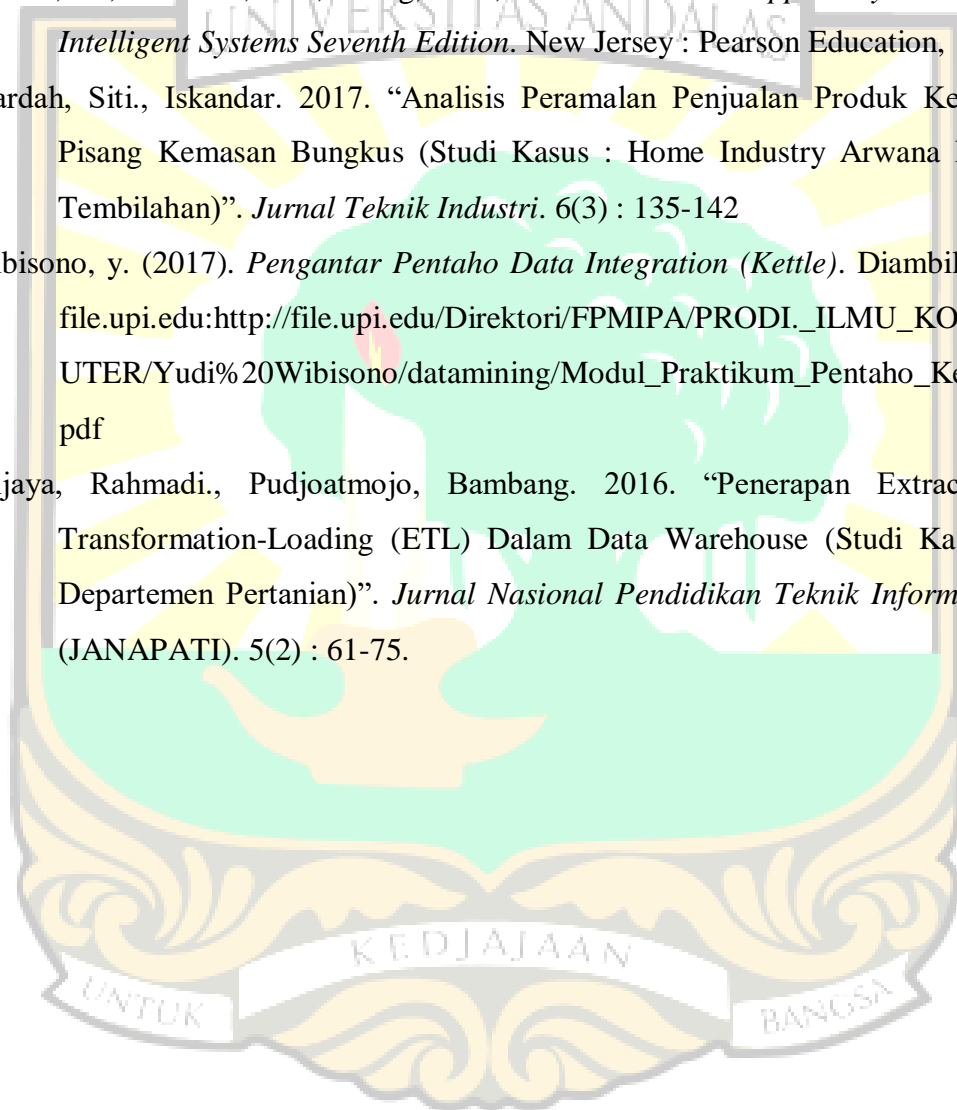 UNIVERSITAS ANDALAS
Intelligent Systems Seventh Edition. New Jersey : Pearson Education,
ardah, Siti., Iskandar. 2017. “Analisis Peramalan Penjualan Produk Ke
Pisang Kemasan Bungkus (Studi Kasus : Home Industry Arwana
Tembilahan)”. Jurnal Teknik Industri. 6(3) : 135-142
ibisono, y. (2017). Pengantar Pentaho Data Integration (Kettle). Diambil
file.upi.edu:http://file.upi.edu/Direktori/FPMIPA/PRODI._ILMU_KO
UTER/Yudi%20Wibisono/datamining/Modul_Praktikum_Pentaho_Ke
pdf
ijaya, Rahmadi., Pudjoatmojo, Bambang. 2016. “Penerapan Extrac
Transformation-Loading (ETL) Dalam Data Warehouse (Studi Ka
Departemen Pertanian)”. Jurnal Nasional Pendidikan Teknik Inform
(JANAPATI). 5(2) : 61-75.
KEDJAJAAN
UNTUK
BANGSA